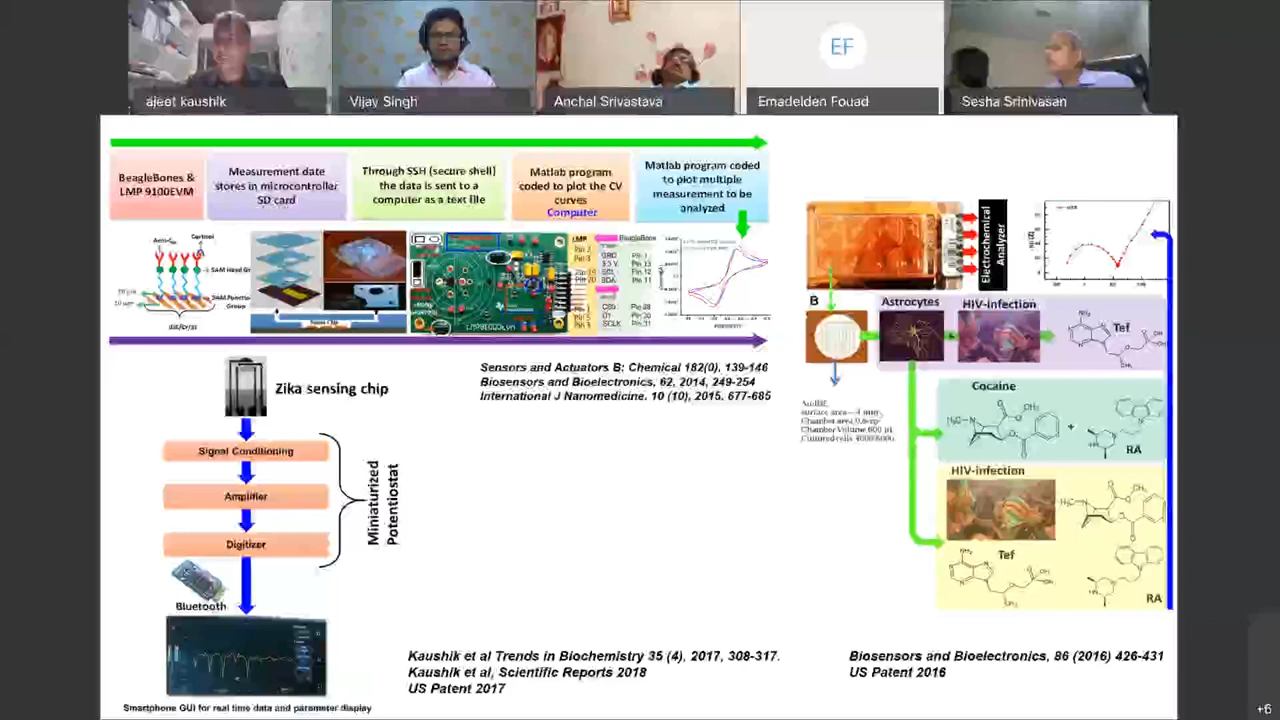 EF
ajeet kaushik
Vijay Singh
Anchal Srivastava
Emadelden Fouad
Sesha Srinivasan
BeagleBones &
LMP 9100EVM
Measurement date
stores in microcontroller
SD card
Through SSH (secure shell)
the data is sent to a
computer as a text file
Matlab program
coded to plot the CV
curves
Computer
Matlab program coded
to plot multiple
measurement to be
analyzed
Cortisol
LMP
BeagleBone
Sensors and Actuators B: Chemical 182(0), 139-146
Biosensors and Bioelectronics, 62, 2014, 249-254
International J Nanomedicine. 10 (10), 2015. 677-685
Zika sensing chip
Signal Conditioning
Amplifier
Digitizer
Miniaturized
Potentiostat
Bluetooth
Smartphone GUI for real time data and parameter display
Kaushik et al Trends in Biochemistry 35 (4), 2017, 308-317.
Kaushik et al, Scientific Reports 2018
US Patent 2017
Electrochemical
Analyzer
B
Astrocytes
HIV-infection
Tef
Cocaine
RA
HIV-infection
Tef
RA
Biosensors and Bioelectronics, 86 (2016) 426-431
US Patent 2016
+6